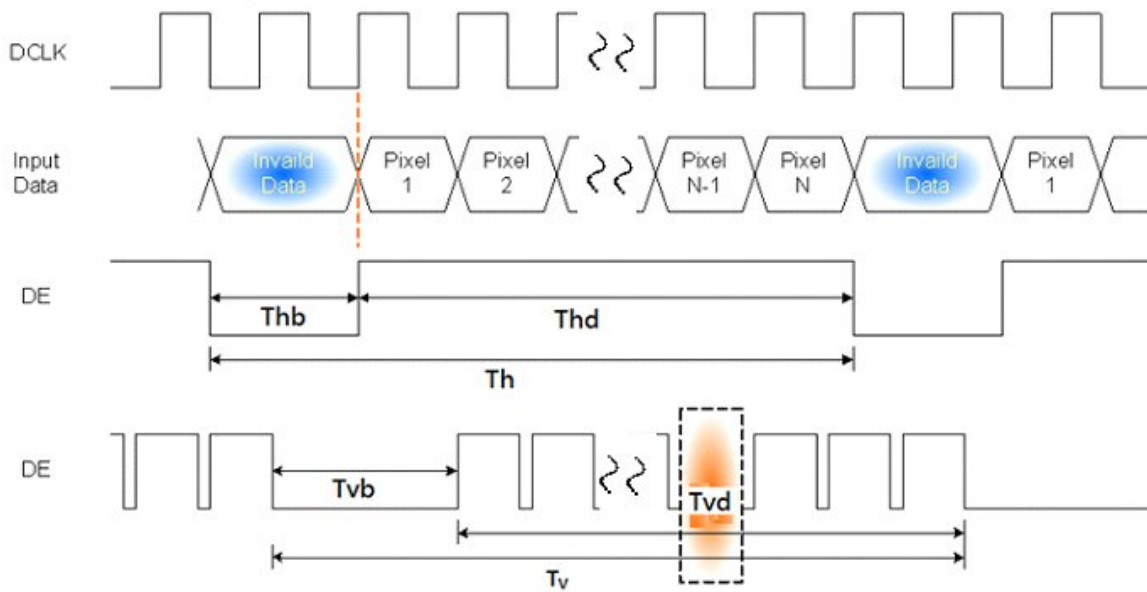 DCLK
Input
Data
Invaild
Data
Pixel
1
Pixel
2
Pixel
N-1
Pixel
N
Invaild
Data
Pixel
1
DE
Thb
Thd
Th
DE
Tvb
Tvd
Tv